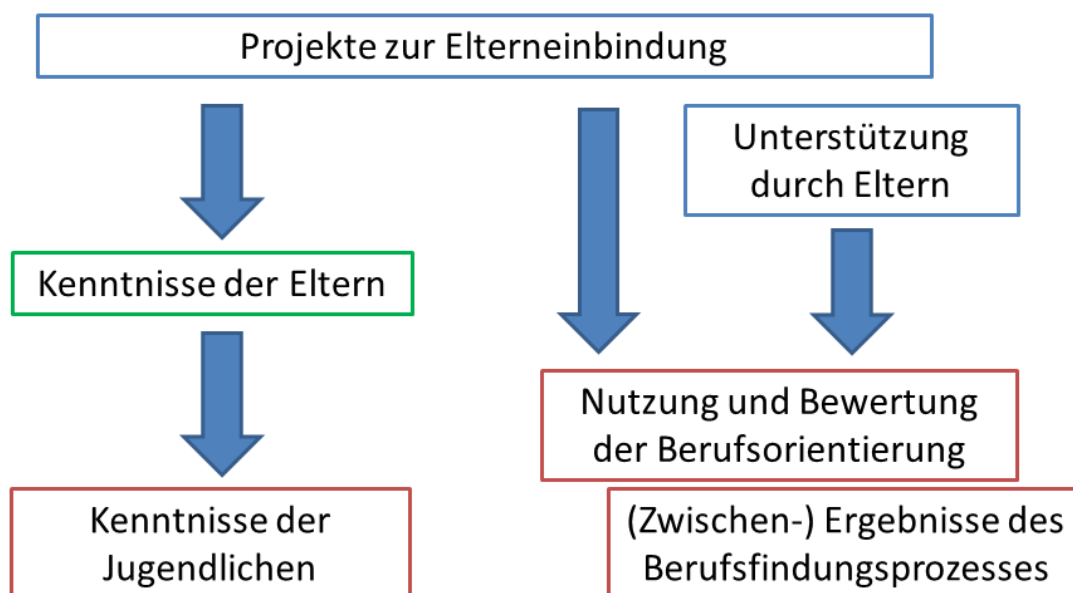 Projekte zur Elterneinbindung
Unterstützung
durch Eltern
Kenntnisse der Eltern
Nutzung und Bewertung
der Berufsorientierung
Kenntnisse der
Jugendlichen
(Zwischen-) Ergebnisse des
Berufsfindungsprozesses